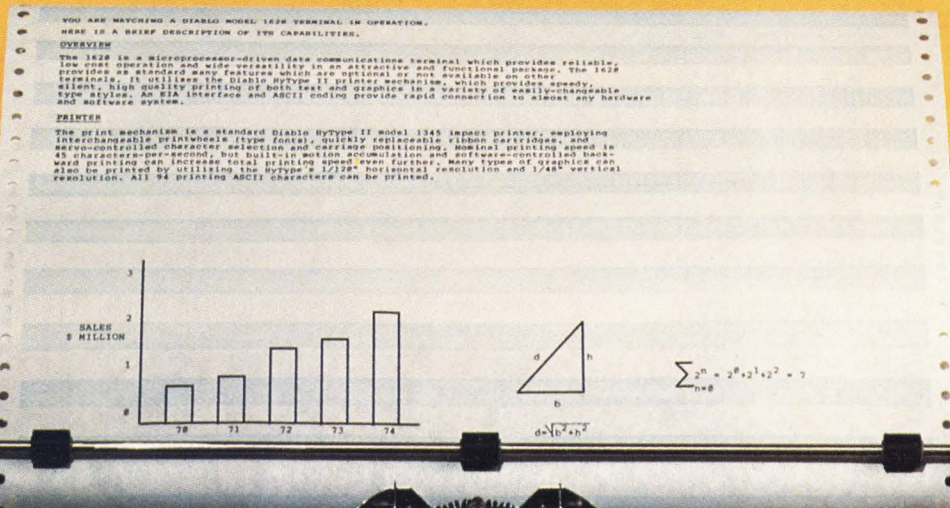 YOU ARE WATCHING A DIABLO MODEL 1620 TERMINAL IN OPERATION.
HERE IS A BRIEF DESCRIPTION OF ITS CAPABILITIES.
OVERVIEW
The 1620 is a microprocessor-driven data communications terminal which provides reliable,
low cost operation and wide versatility in an attractive and functional package. The 1620
provides as standard many features which are optional or not available on other
terminals. It utilizes the Diablo HyType II printer mechanism, which provides speedy,
silent, high quality printing of both text and graphics in a variety of easily-changeable
type styles. An EIA interface and ASCII coding provide rapid connection to any hardware
and software system.
PRINTER
The print mechanism is a standard Diablo HyType II model 1345 impact printer, employing
interchangeable printwheels (type fonts), quickly replaceable ribbon cartridges, and
servo-controlled character selection and carriage positioning. Nominal printing speed is
45 characters-per-second, but built-in motion accumulation and software-controlled back-
ward printing can increase total printing speed even further. Many types of graphics can
also be printed by utilizing the HyType's 1/120" horizontal resolution and 1/48" vertical
resolution. All 94 printing ASCII characters can be printed.
3
2
SALES
$ MILLION
1
0
70 71 72 73 74
d h
b
d=√b²+h²
∑ 2ⁿ = 2⁰+2¹+2² = 7
n=0